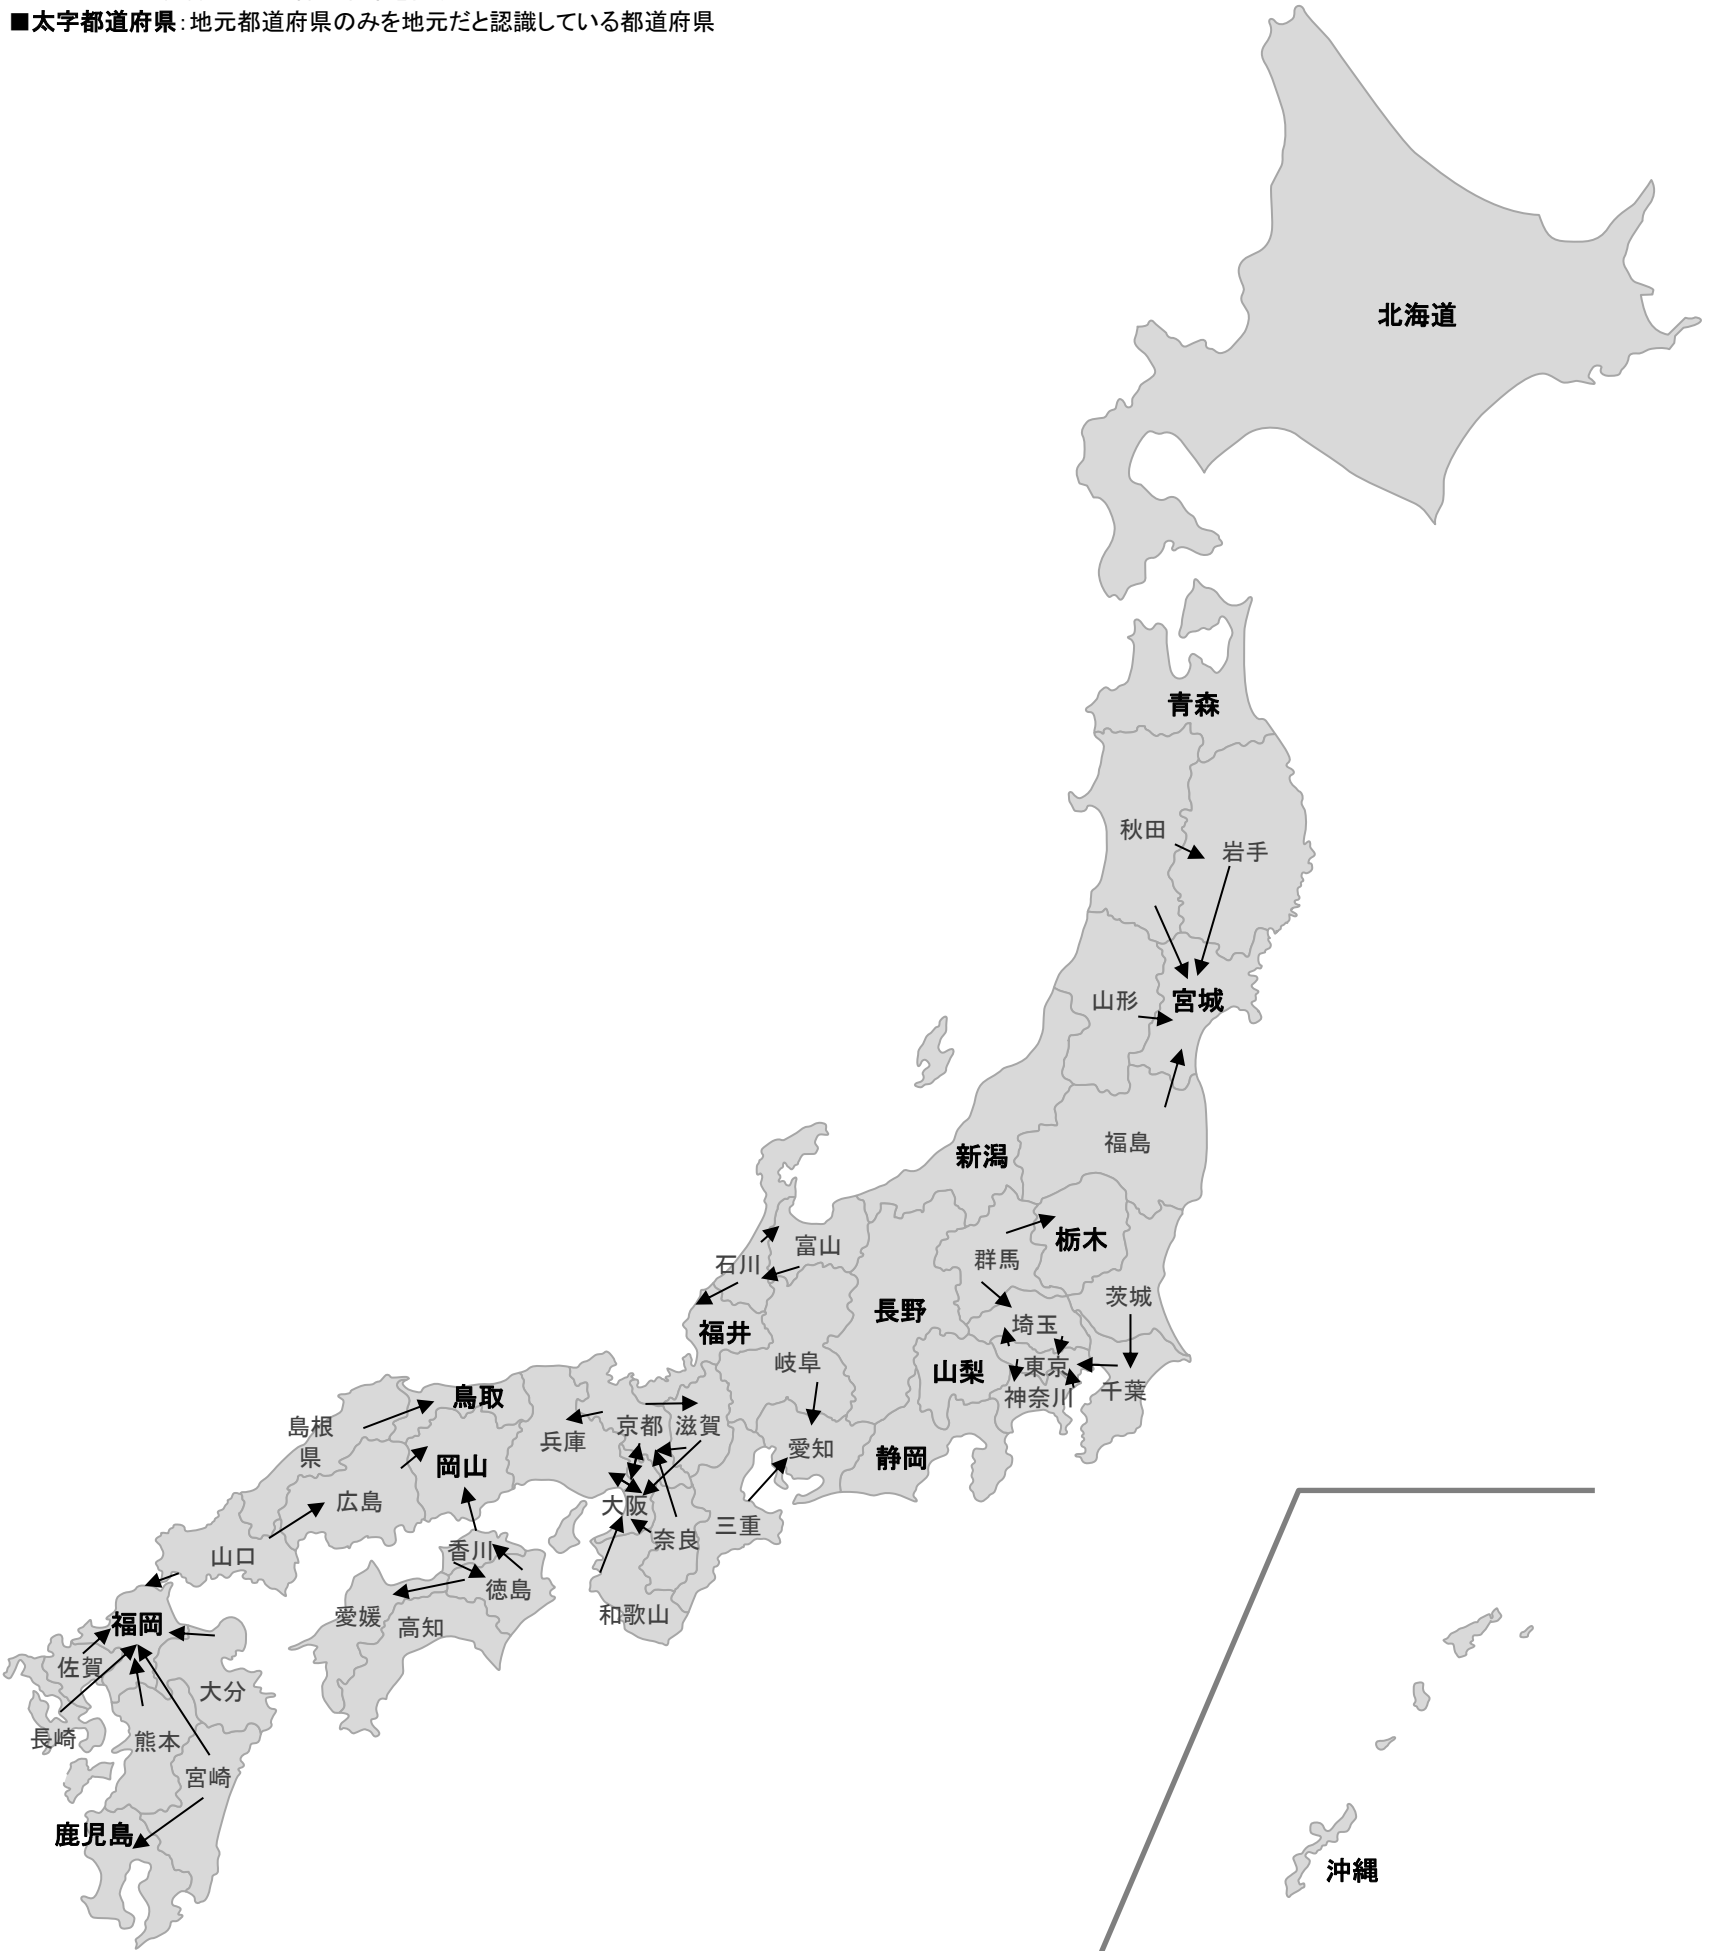 ■太字都道府県：地元都道府県のみを地元だと認識している都道府県
北海道
青森
秋田
岩手
山形
宮城
福島
新潟
栃木
富山
石川
群馬
茨城
長野
埼玉
福井
岐阜
山梨
東京
千葉
神奈川
鳥取
京都
滋賀
島根
県
兵庫
愛知
静岡
岡山
広島
大阪
三重
奈良
香川
山口
徳島
愛媛
和歌山
高知
福岡
佐賀
大分
長崎
熊本
宮崎
鹿児島
沖縄